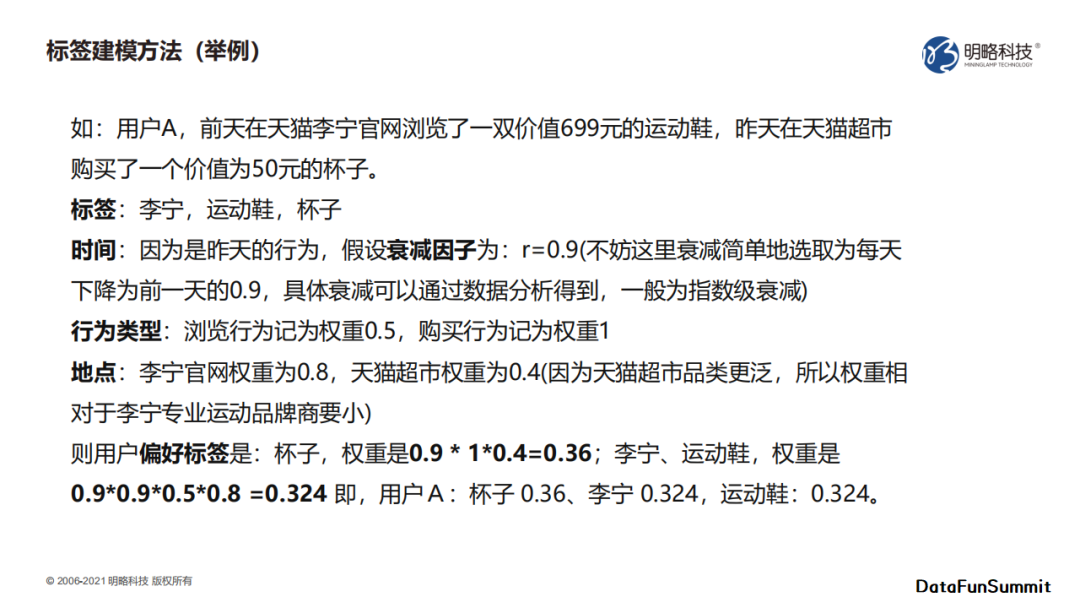 标签建模方法（举例）
明略科技®
MININGLAMP TECHNOLOGY
如：用户A，前天在天猫李宁官网浏览了一双价值699元的运动鞋，昨天在天猫超市
购买了一个价值为50元的杯子。
标签：李宁，运动鞋，杯子
时间：因为是昨天的行为，假设衰减因子为：r=0.9(不妨这里衰减简单地选取为每天
下降为前一天的0.9，具体衰减可以通过数据分析得到，一般为指数级衰减)
行为类型：浏览行为记为权重0.5，购买行为记为权重1
地点：李宁官网权重为0.8，天猫超市权重为0.4(因为天猫超市品类更泛，所以权重相
对于李宁专业运动品牌商要小)
则用户偏好标签是：杯子，权重是0.9 * 1*0.4=0.36；李宁、运动鞋，权重是
0.9*0.9*0.5*0.8 =0.324 即，用户A：杯子 0.36、李宁 0.324，运动鞋：0.324。
© 2006-2021 明略科技 版权所有
DataFunSummit